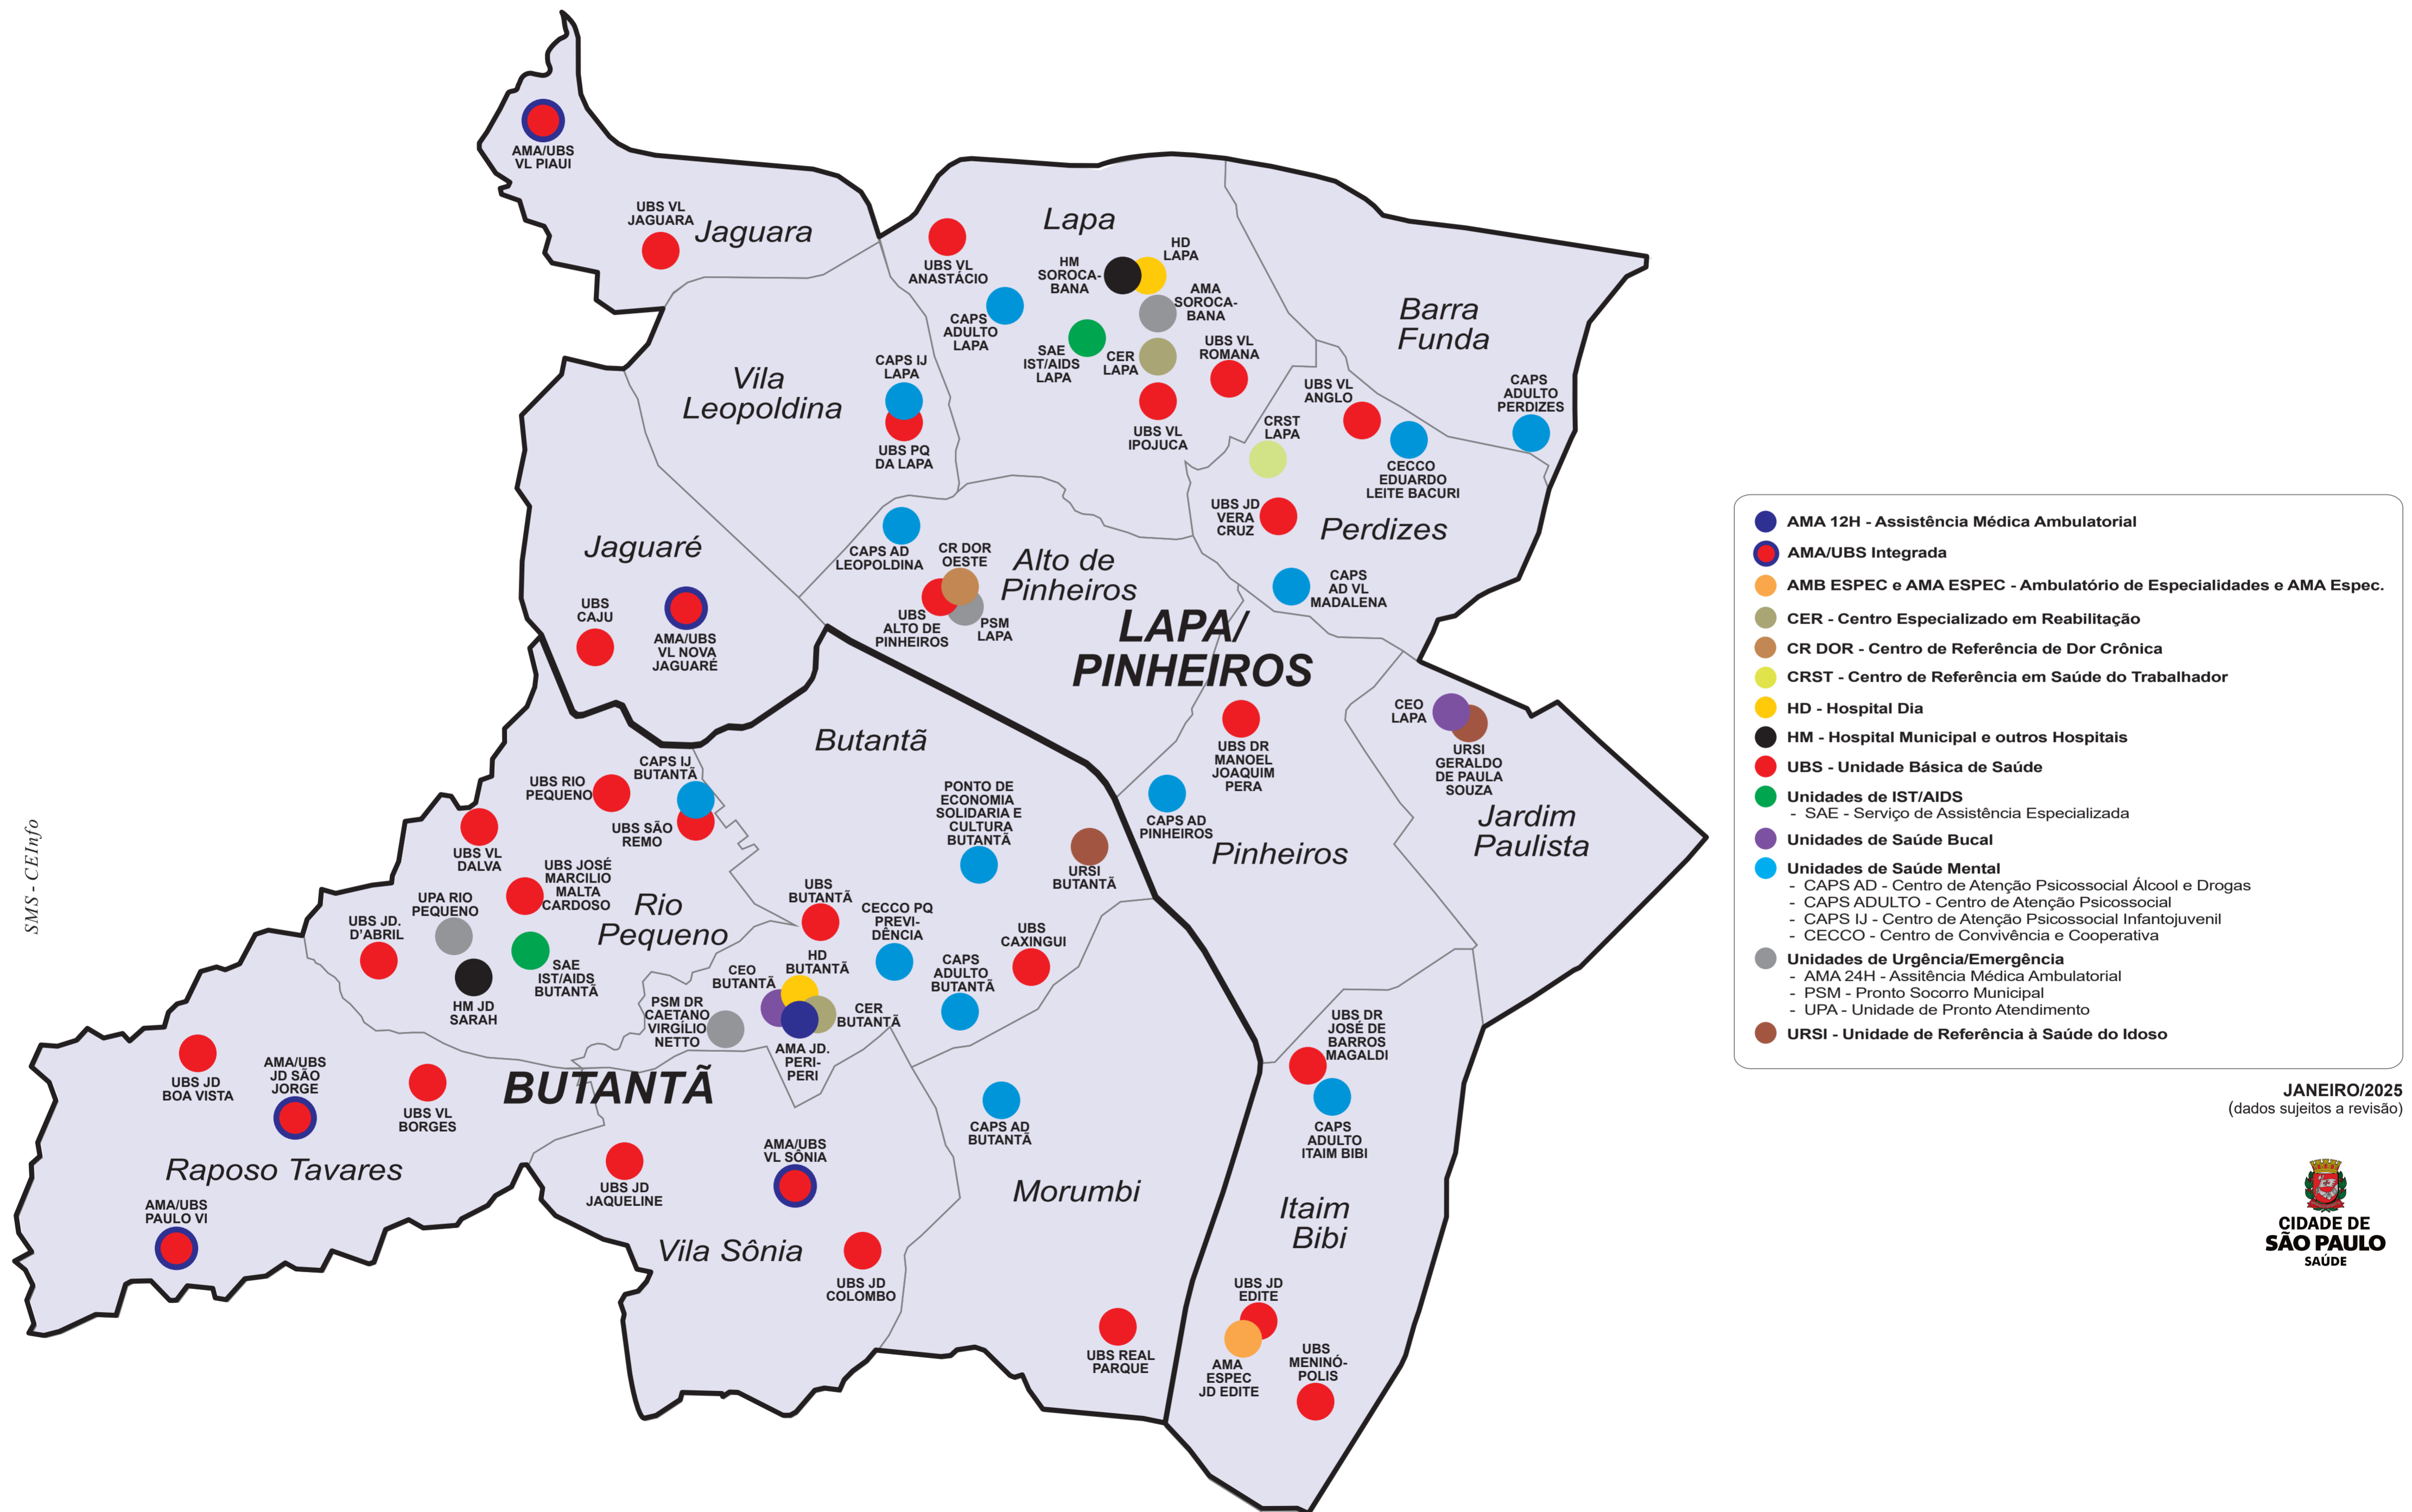 AMA/UBS
VL PIAUI
UBS VL
JAGUARA
Jaguara
Lapa
UBS VL
ANASTÁCIO
HM
SOROCA-
BANA
HD
LAPA
AMA
SOROCA-
BANA
CAPS
ADULTO
LAPA
SAE
IST/AIDS
LAPA
CER
LAPA
UBS VL
ROMANA
UBS VL
IPOJUCA
Barra
Funda
Vila
Leopoldina
CAPS IJ
LAPA
UBS PQ
DA LAPA
UBS VL
ANGLO
CAPS
ADULTO
PERDIZES
CRST
LAPA
CECCO
EDUARDO
LEITE BACURI
UBS JD
VERA
CRUZ
Perdizes
CAPS
AD VL
MADALENA
Jaguaré
UBS
CAJU
AMA/UBS
VL NOVA
JAGUARÉ
CAPS AD
LEOPOLDINA
CR DOR
OESTE
Alto de
Pinheiros
UBS
ALTO DE
PINHEIROS
PSM
LAPA
LAPA/
PINHEIROS
UBS DR
MANOEL
JOAQUIM
PERA
CAPS AD
PINHEIROS
Pinheiros
CEO
LAPA
URSI
GERALDO
DE PAULA
SOUZA
Jardim
Paulista
Butantã
CAPS IJ
BUTANTÃ
UBS RIO
PEQUENO
UBS SÃO
REMO
UBS VL
DALVA
UBS JOSÉ
MARCILIO
MALTA
CARDOSO
Rio
Pequeno
UPA RIO
PEQUENO
UBS JD.
D'ABRIL
SAE
IST/AIDS
BUTANTÃ
HM JD
SARAH
PONTO DE
ECONOMIA
SOLIDARIA E
CULTURA
BUTANTÃ
URSI
BUTANTÃ
UBS
BUTANTÃ
CECCO PQ
PREVI-
DÊNCIA
UBS
CAXINGUI
CAPS
ADULTO
BUTANTÃ
HD
BUTANTÃ
CEO
BUTANTÃ
CER
BUTANTÃ
PSM DR
CAETANO
VIRGÍLIO
NETTO
AMA JD.
PERI-
PERI
BUTANTÃ
UBS JD
BOA VISTA
AMA/UBS
JD SÃO
JORGE
UBS VL
BORGES
Raposo Tavares
AMA/UBS
PAULO VI
UBS JD
JAQUELINE
AMA/UBS
VL SÔNIA
Vila Sônia
UBS JD
COLOMBO
CAPS AD
BUTANTÃ
Morumbi
UBS REAL
PARQUE
UBS DR
JOSÉ DE
BARROS
MAGALDI
CAPS
ADULTO
ITAIM BIBI
Itaim
Bibi
UBS JD
EDITE
AMA
ESPEC
JD EDITE
UBS
MENINÓ-
POLIS
SMS - CEInfo
AMA 12H - Assistência Médica Ambulatorial
AMA/UBS Integrada
AMB ESPEC e AMA ESPEC - Ambulatório de Especialidades e AMA Espec.
CER - Centro Especializado em Reabilitação
CR DOR - Centro de Referência de Dor Crônica
CRST - Centro de Referência em Saúde do Trabalhador
HD - Hospital Dia
HM - Hospital Municipal e outros Hospitais
UBS - Unidade Básica de Saúde
Unidades de IST/AIDS
- SAE - Serviço de Assistência Especializada
Unidades de Saúde Bucal
Unidades de Saúde Mental
- CAPS AD - Centro de Atenção Psicossocial Álcool e Drogas
- CAPS ADULTO - Centro de Atenção Psicossocial
- CAPS IJ - Centro de Atenção Psicossocial Infantojuvenil
- CECCO - Centro de Convivência e Cooperativa
Unidades de Urgência/Emergência
- AMA 24H - Assitência Médica Ambulatorial
- PSM - Pronto Socorro Municipal
- UPA - Unidade de Pronto Atendimento
URSI - Unidade de Referência à Saúde do Idoso
JANEIRO/2025
(dados sujeitos a revisão)
CIDADE DE
SÃO PAULO
SAÚDE